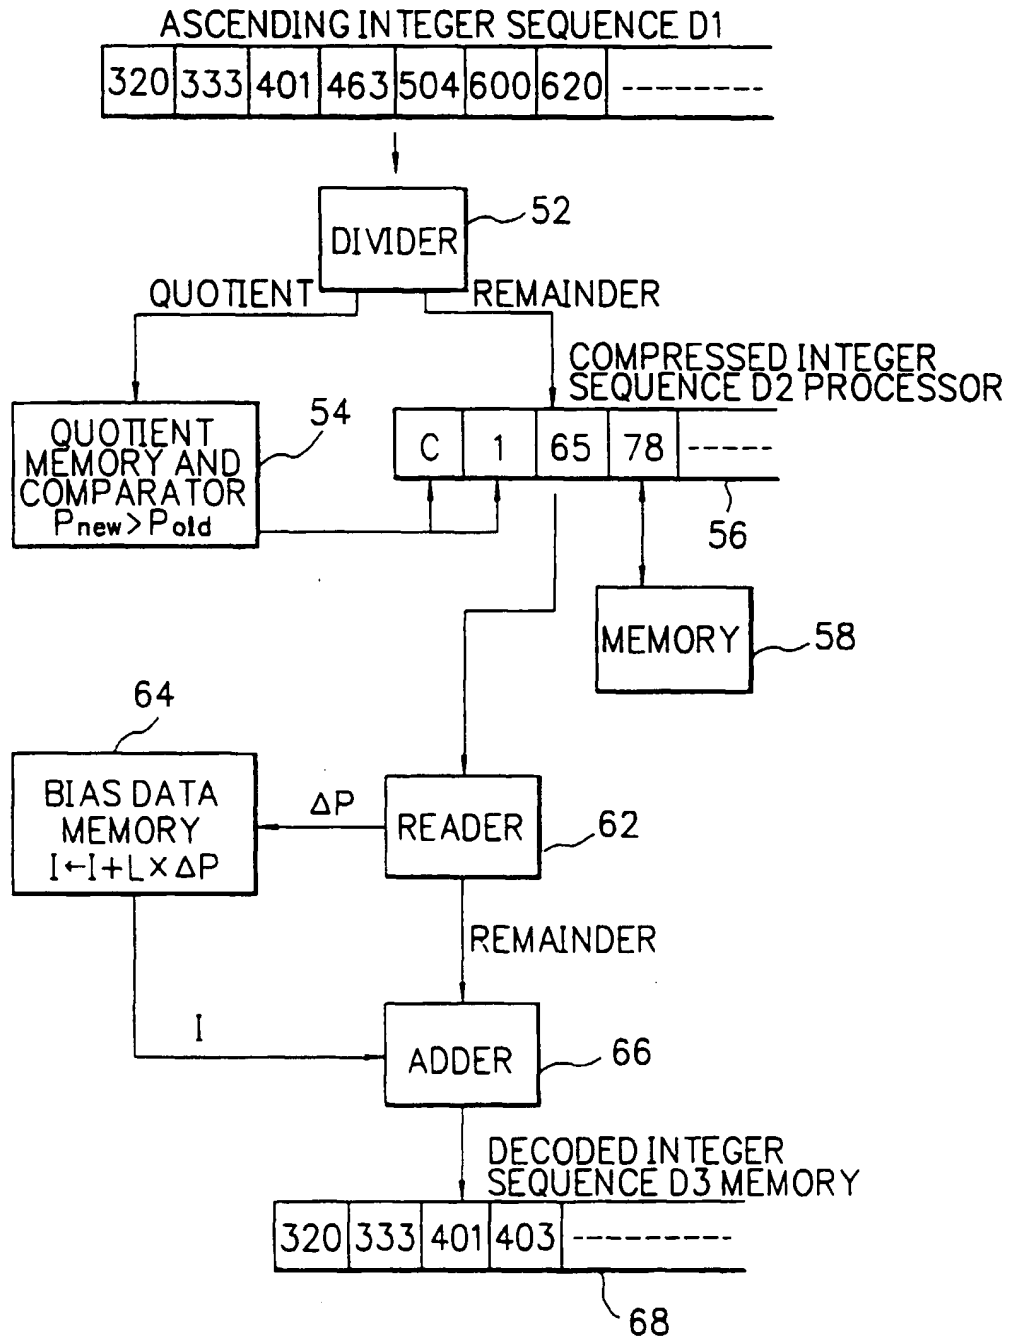 ASCENDING INTEGER SEQUENCE D1
320 333 401 463 504 600 620
DIVIDER
52
QUOTIENT
REMAINDER
COMPRESSED INTEGER
SEQUENCE D2 PROCESSOR
QUOTIENT
MEMORY AND
COMPARATOR
Pnew>Pold
54
C 1 65 78
56
MEMORY
58
64
BIAS DATA
MEMORY
I←I+L×ΔP
ΔP
READER
62
REMAINDER
I
ADDER
66
DECODED INTEGER
SEQUENCE D3 MEMORY
320 333 401 403
68